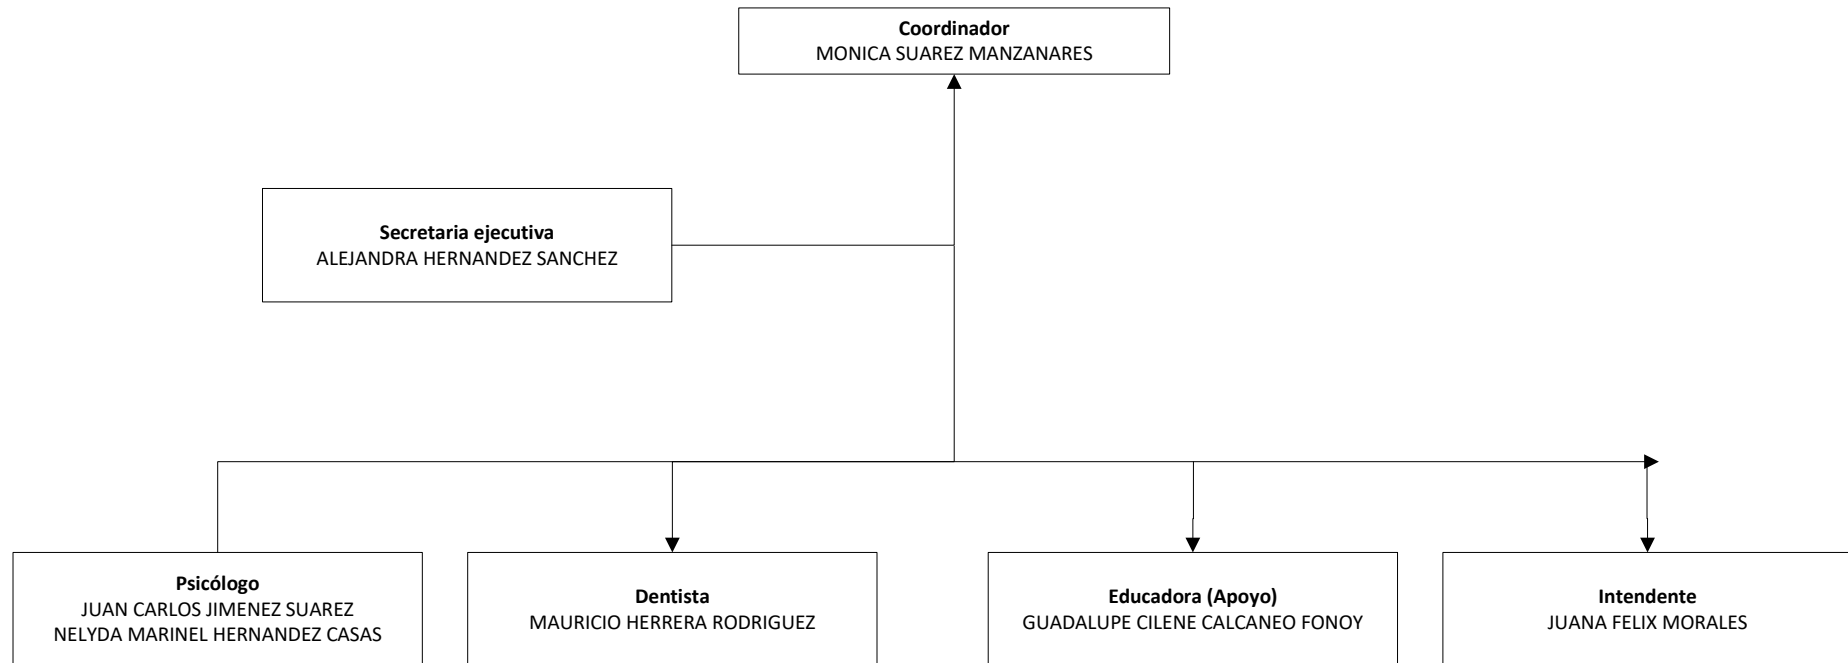 Coordinador
MONICA SUAREZ MANZANARES
Secretaria ejecutiva
ALEJANDRA HERNANDEZ SANCHEZ
Psicólogo
JUAN CARLOS JIMENEZ SUAREZ
NELYDA MARINEL HERNANDEZ CASAS
Dentista
MAURICIO HERRERA RODRIGUEZ
Educadora (Apoyo)
GUADALUPE CILENE CALCANEO FONOY
Intendente
JUANA FELIX MORALES